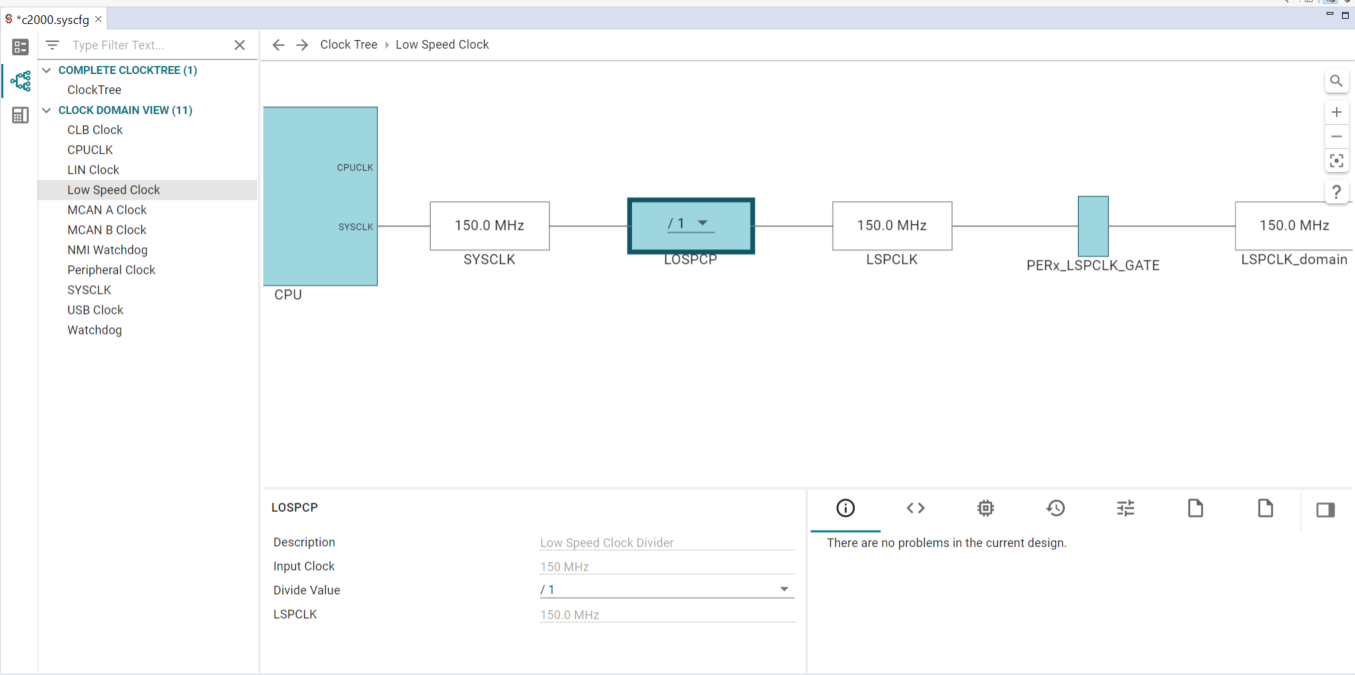 *c2000.syscfg ×
Type Filter Text...
Clock Tree Low Speed Clock
COMPLETE CLOCKTREE (1)
ClockTree
CLOCK DOMAIN VIEW (11)
CLB Clock
CPUCLK
LIN Clock
Low Speed Clock
MCAN A Clock
MCAN B Clock
NMI Watchdog
Peripheral Clock
SYSCLK
USB Clock
Watchdog
CPUCLK
SYSCLK
CPU
150.0 MHz
SYSCLK
/ 1
LOSPCP
150.0 MHz
LSPCLK
PERx_LSPCLK_GATE
150.0 MHz
LSPCLK_domain
?
LOSPCP
Description Low Speed Clock Divider
Input Clock 150 MHz
Divide Value / 1
LSPCLK 150.0 MHz
There are no problems in the current design.